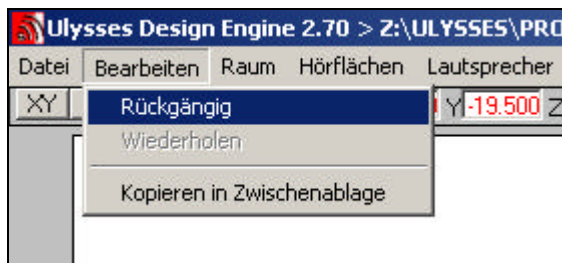 Ulysses Design Engine 2.70 > Z:\ULYSSES\PRO
Datei Bearbeiten Raum Hörflächen Lautsprecher
XY Y -19.500 Z
Rückgängig
Wiederholen
Kopieren in Zwischenablage